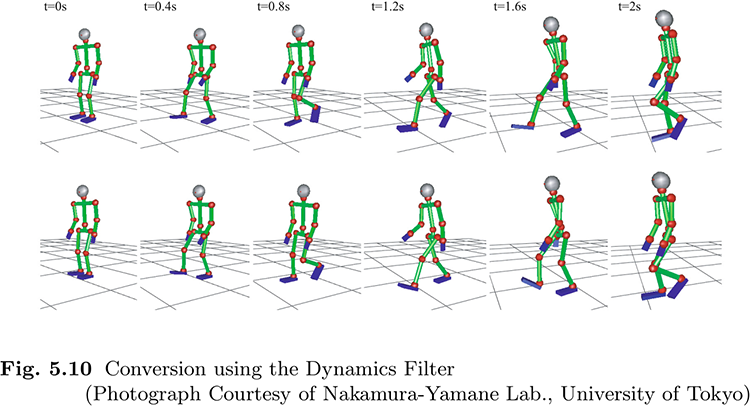 t=0s t=0.4s t=0.8s t=1.2s t=1.6s t=2s
Fig. 5.10 Conversion using the Dynamics Filter
(Photograph Courtesy of Nakamura-Yamane Lab., University of Tokyo)